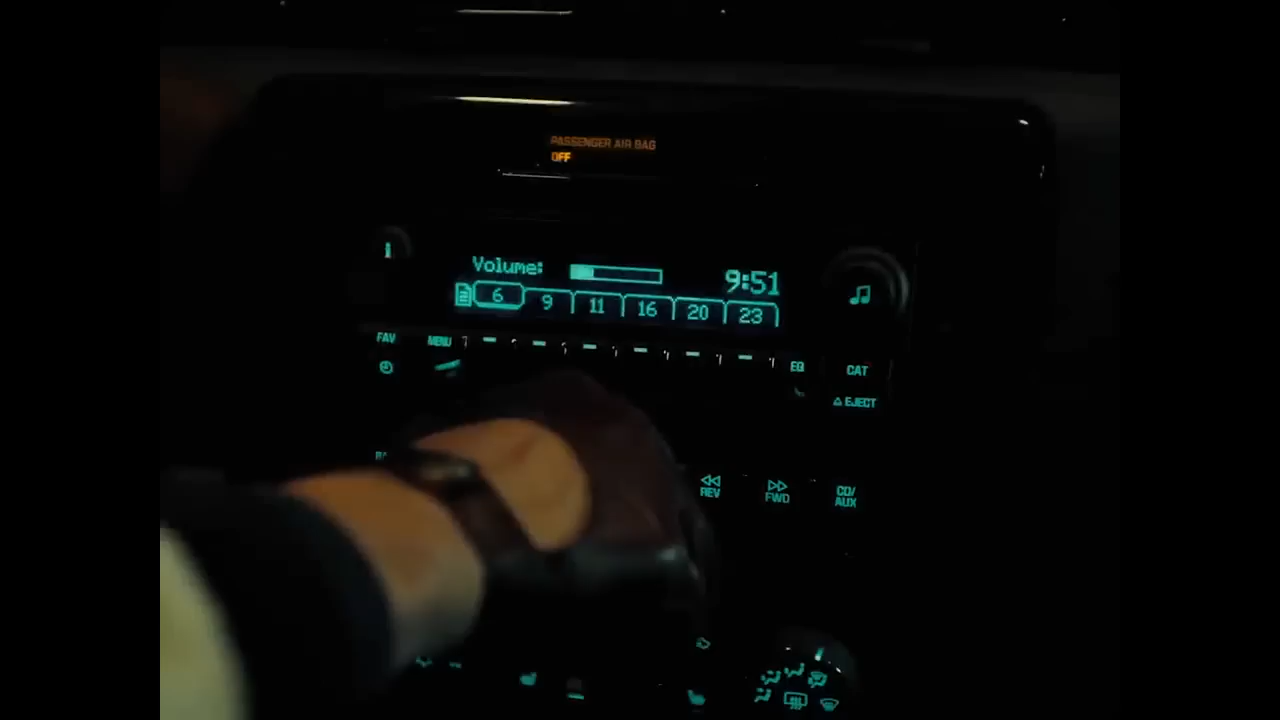 PASSENGER AIR BAG
OFF
Volume: 9:51
6 9 11 16 20 23
FAV MENU EQ CAT
EJECT
REV FWD CD/
AUX